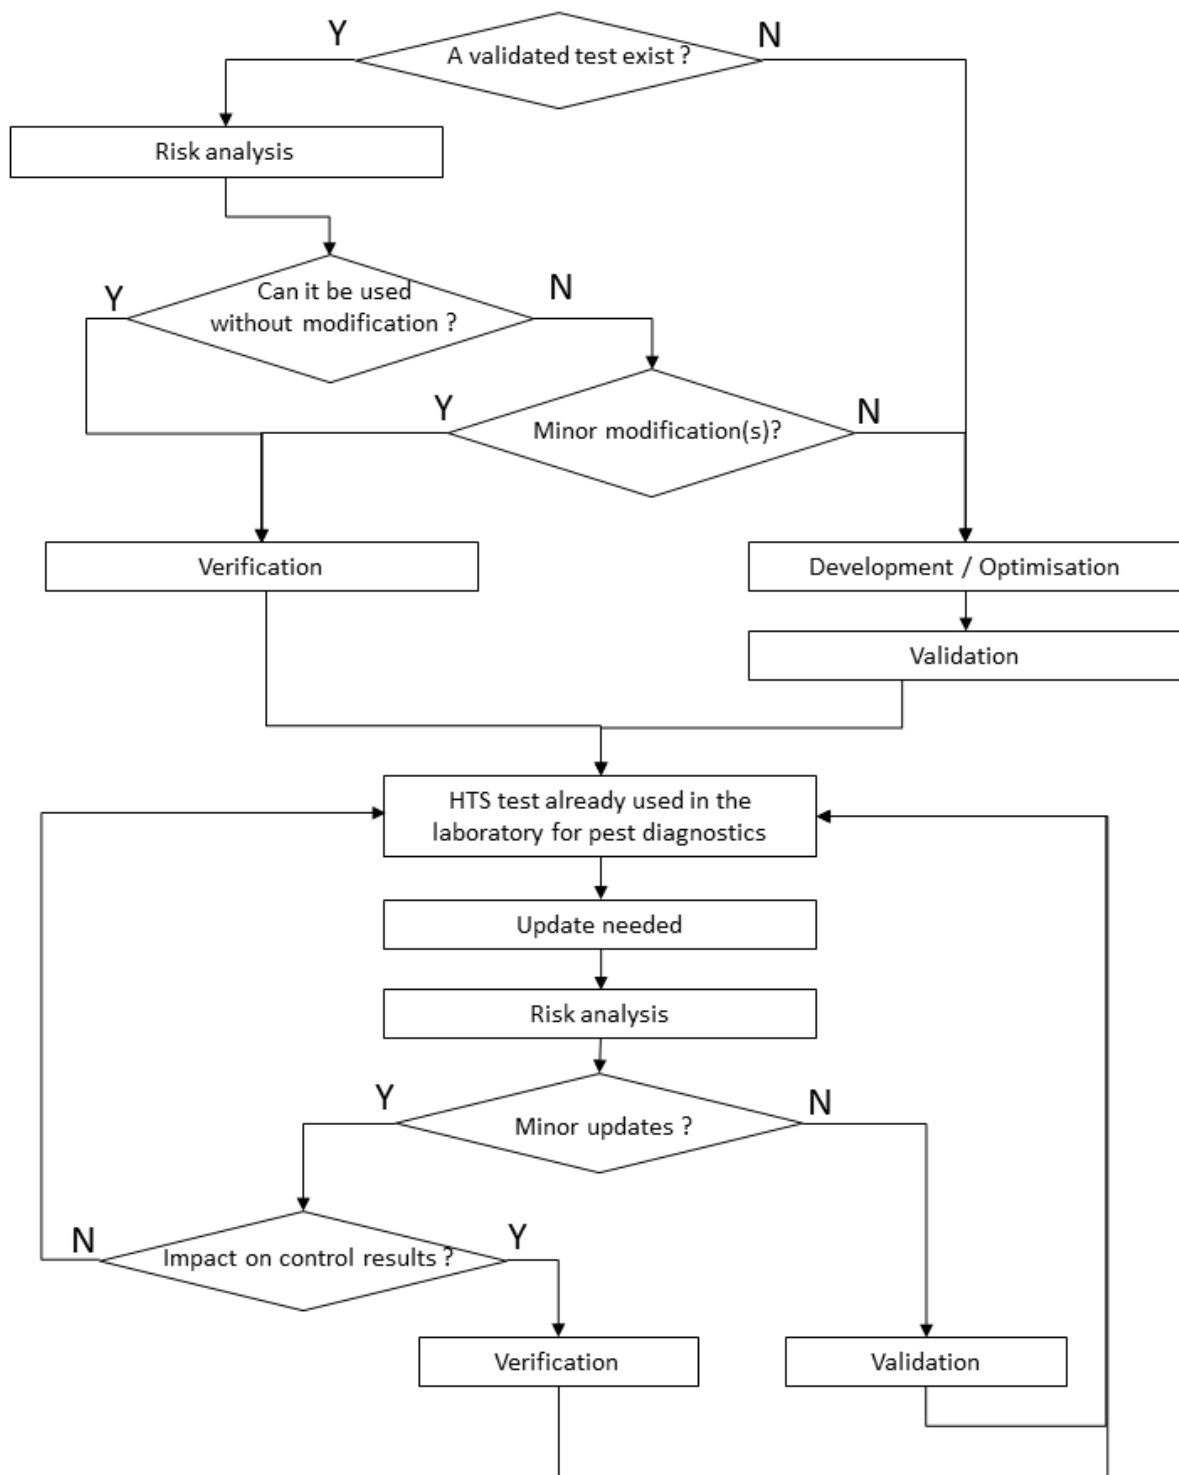 Y
A validated test exist ?
N
Risk analysis
Y
Can it be used
without modification ?
N
Y
Minor modification(s)?
N
Verification
Development / Optimisation
Validation
HTS test already used in the
laboratory for pest diagnostics
Update needed
Risk analysis
Y
Minor updates ?
N
N
Impact on control results ?
Y
Verification
Validation